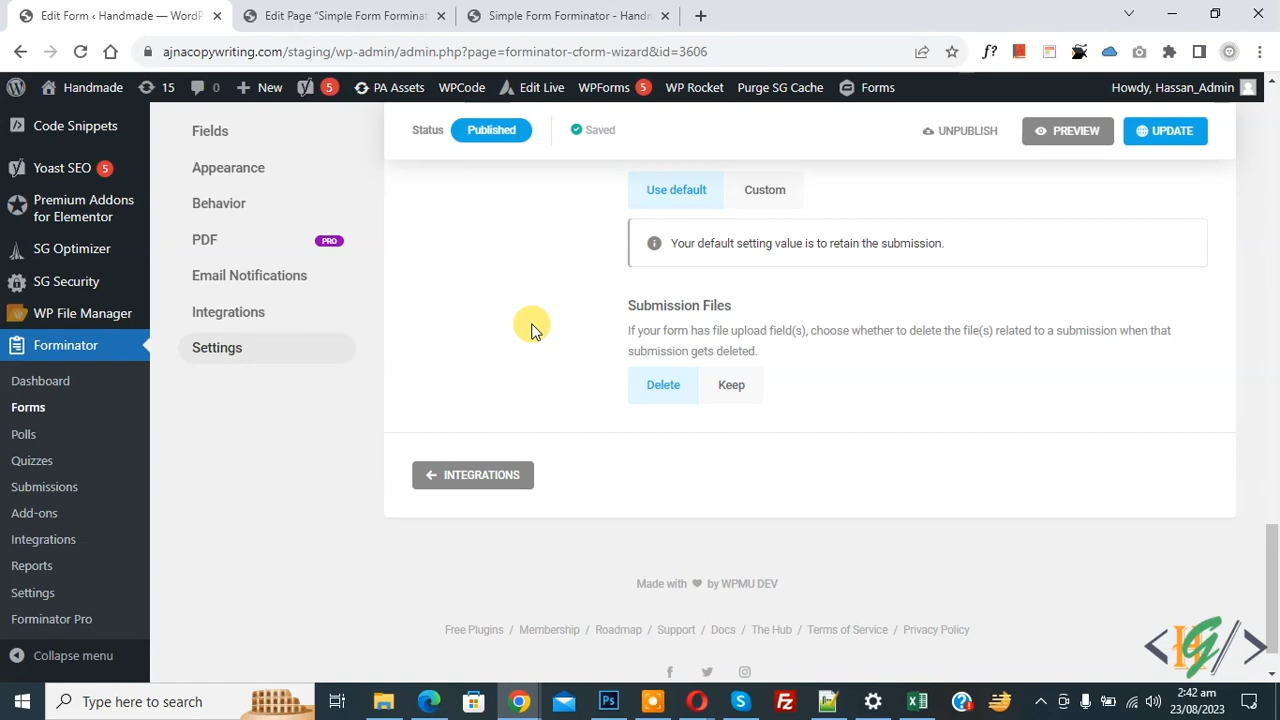 Edit Form ‹ Handmade — WordP
Edit Page "Simple Form Forminat
Simple Form Forminator - Handm
ajnacopywriting.com/staging/wp-admin/admin.php?page=forminator-cform-wizard&id=3606
f?
Handmade
15
0
New
5
PA Assets
WPCode
Edit Live
WPForms
5
WP Rocket
Purge SG Cache
Forms
Howdy, Hassan_Admin
Code Snippets
Yoast SEO
5
Premium Addons
for Elementor
SG Optimizer
SG Security
WP File Manager
Forminator
Dashboard
Forms
Polls
Quizzes
Submissions
Add-ons
Integrations
Reports
Settings
Forminator Pro
Collapse menu
Fields
Appearance
Behavior
PDF
PRO
Email Notifications
Integrations
Settings
Status
Published
Saved
UNPUBLISH
PREVIEW
UPDATE
Use default
Custom
Your default setting value is to retain the submission.
Submission Files
If your form has file upload field(s), choose whether to delete the file(s) related to a submission when that
submission gets deleted.
Delete
Keep
INTEGRATIONS
Made with ❤ by WPMU DEV
Free Plugins / Membership / Roadmap / Support / Docs / The Hub / Terms of Service / Privacy Policy
<HG/>
Type here to search
2:42 am
23/08/2023